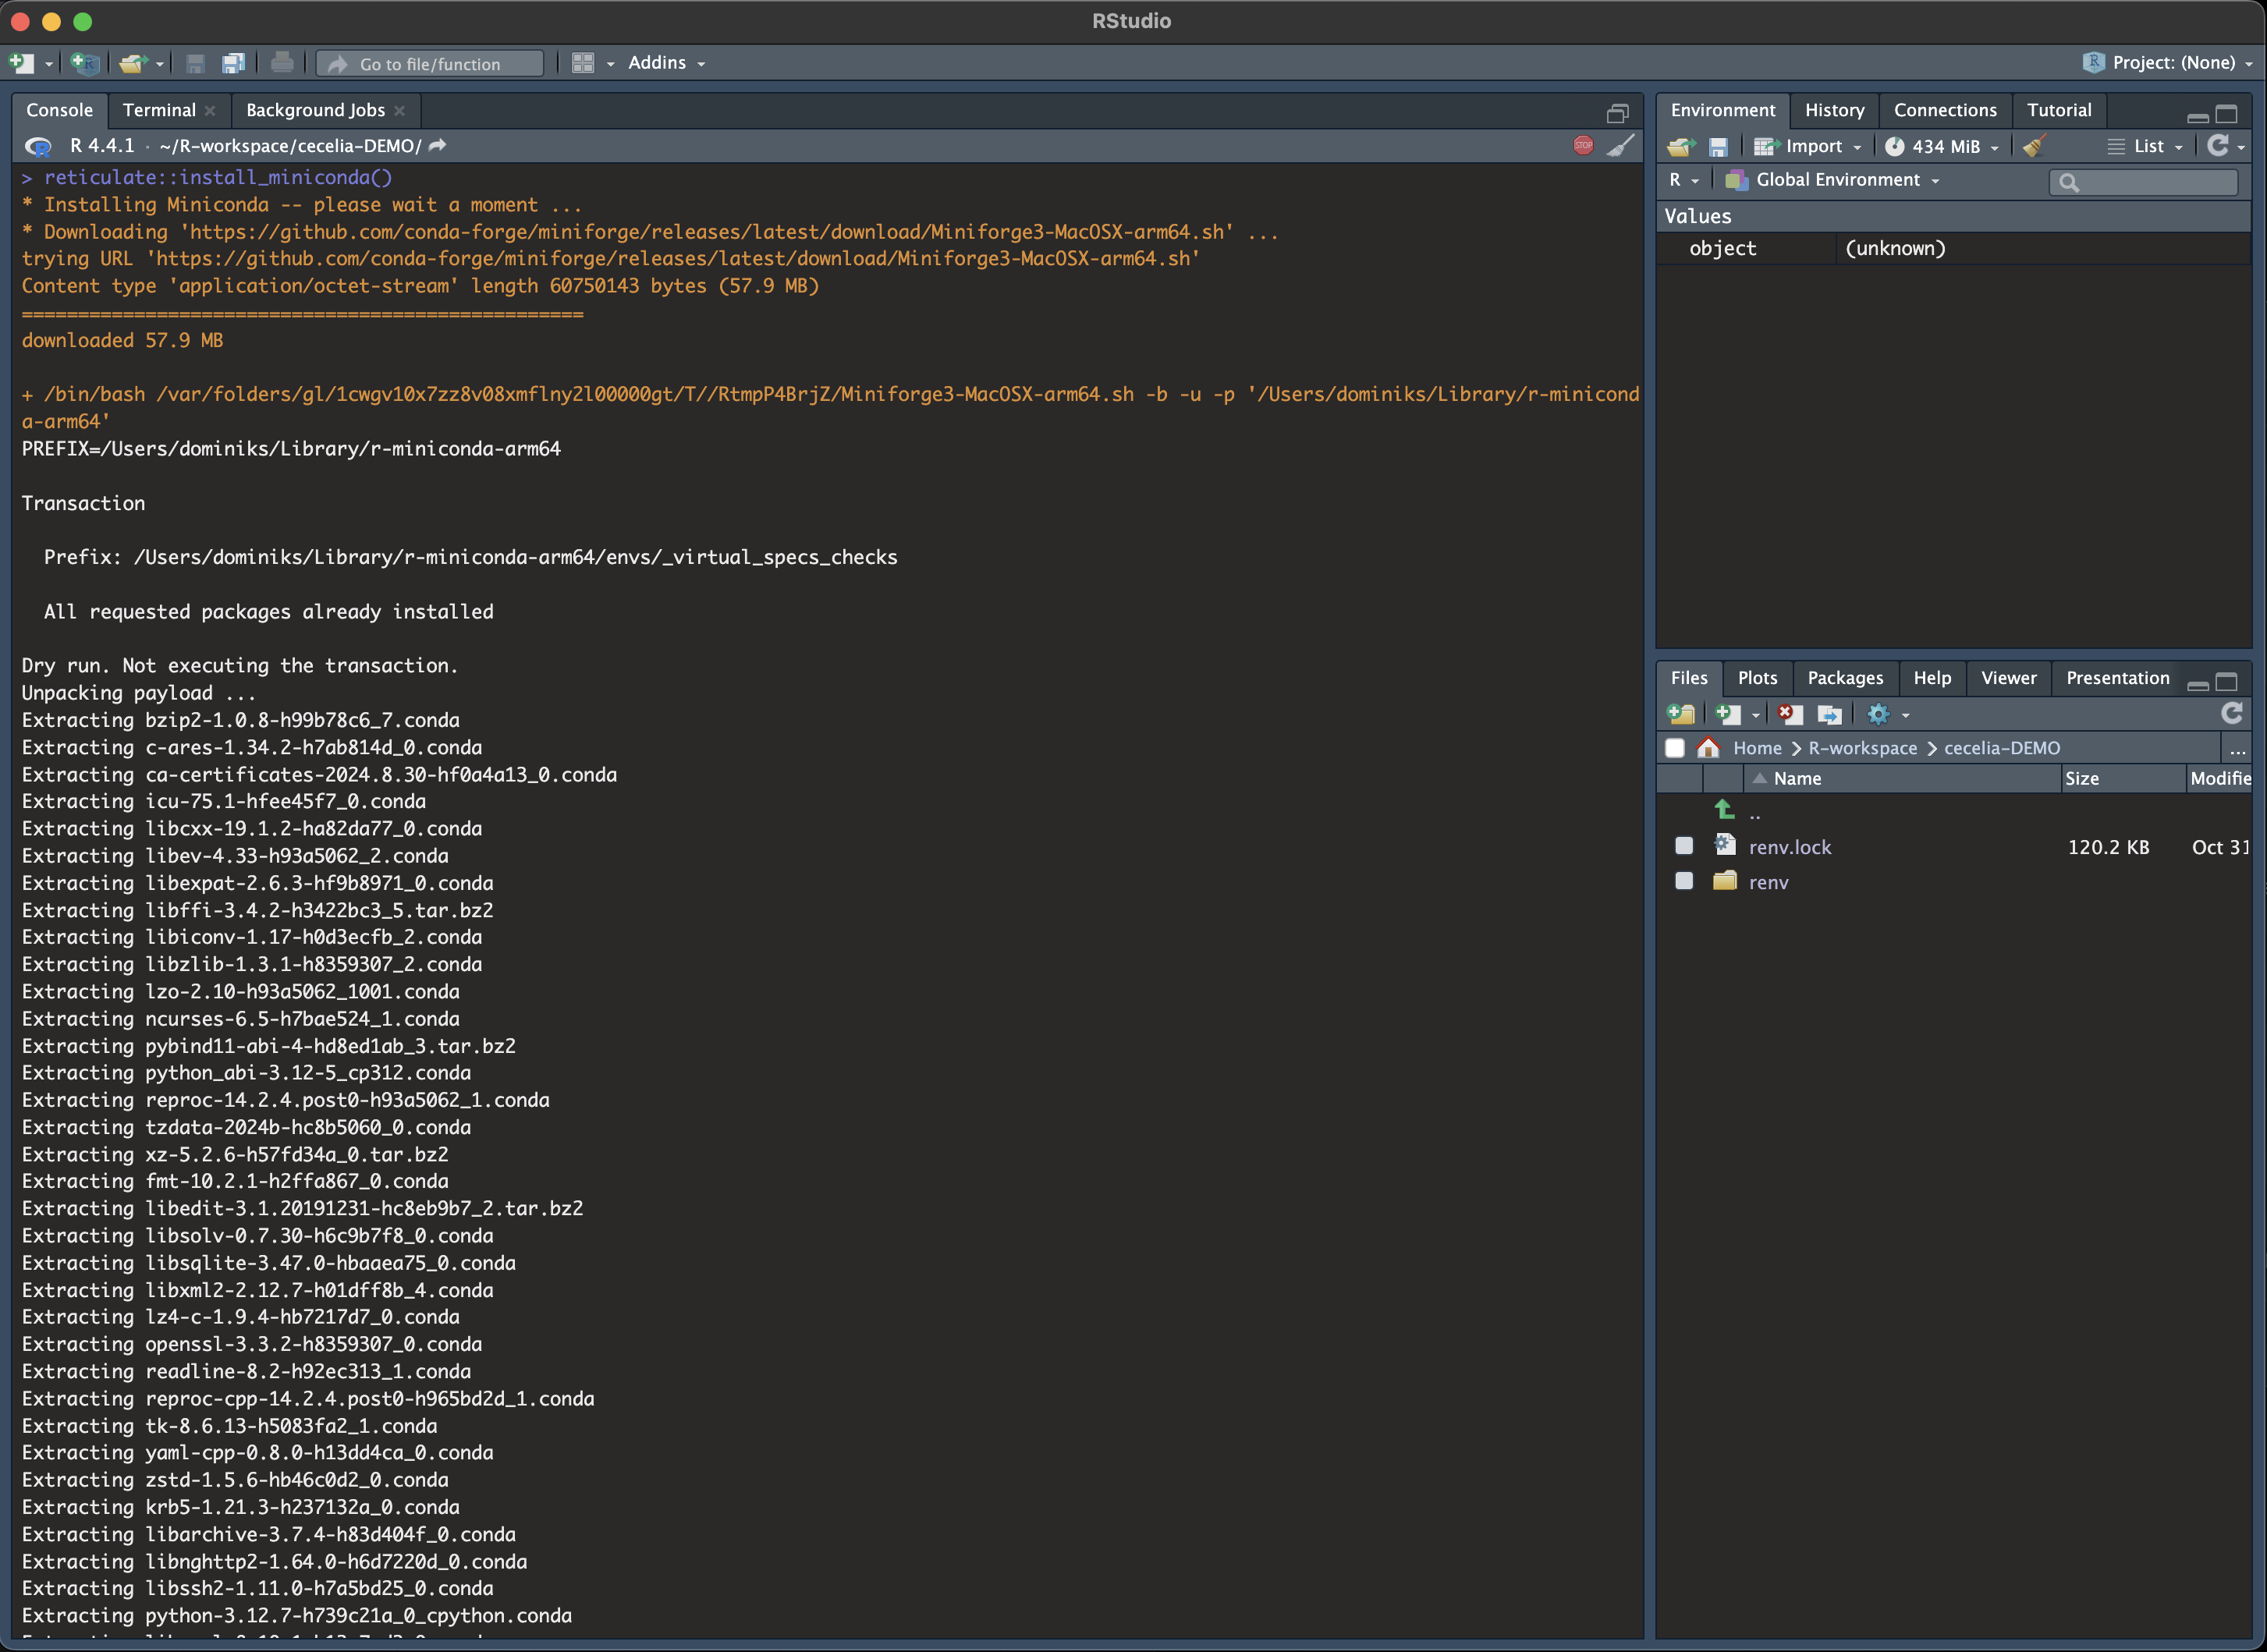 RStudio
Go to file/function
Addins
Project: (None)
Console
Terminal
Background Jobs
R 4.4.1 · ~/R-workspace/cecelia-DEMO/
STOP
> reticulate::install_miniconda()
* Installing Miniconda -- please wait a moment ...
* Downloading 'https://github.com/conda-forge/miniforge/releases/latest/download/Miniforge3-MacOSX-arm64.sh' ...
trying URL 'https://github.com/conda-forge/miniforge/releases/latest/download/Miniforge3-MacOSX-arm64.sh'
Content type 'application/octet-stream' length 60750143 bytes (57.9 MB)
==================================================
downloaded 57.9 MB
+ /bin/bash /var/folders/gl/1cwgv10x7zz8v08xmflny2l00000gt/T//RtmpP4BrjZ/Miniforge3-MacOSX-arm64.sh -b -u -p '/Users/dominiks/Library/r-minicond
a-arm64'
PREFIX=/Users/dominiks/Library/r-miniconda-arm64
Transaction
Prefix: /Users/dominiks/Library/r-miniconda-arm64/envs/_virtual_specs_checks
All requested packages already installed
Dry run. Not executing the transaction.
Unpacking payload ...
Extracting bzip2-1.0.8-h99b78c6_7.conda
Extracting c-ares-1.34.2-h7ab814d_0.conda
Extracting ca-certificates-2024.8.30-hf0a4a13_0.conda
Extracting icu-75.1-hfee45f7_0.conda
Extracting libcxx-19.1.2-ha82da77_0.conda
Extracting libev-4.33-h93a5062_2.conda
Extracting libexpat-2.6.3-hf9b8971_0.conda
Extracting libffi-3.4.2-h3422bc3_5.tar.bz2
Extracting libiconv-1.17-h0d3ecfb_2.conda
Extracting libzlib-1.3.1-h8359307_2.conda
Extracting lzo-2.10-h93a5062_1001.conda
Extracting ncurses-6.5-h7bae524_1.conda
Extracting pybind11-abi-4-hd8ed1ab_3.tar.bz2
Extracting python_abi-3.12-5_cp312.conda
Extracting reproc-14.2.4.post0-h93a5062_1.conda
Extracting tzdata-2024b-hc8b5060_0.conda
Extracting xz-5.2.6-h57fd34a_0.tar.bz2
Extracting fmt-10.2.1-h2ffa867_0.conda
Extracting libedit-3.1.20191231-hc8eb9b7_2.tar.bz2
Extracting libsolv-0.7.30-h6c9b7f8_0.conda
Extracting libsqlite-3.47.0-hbaaea75_0.conda
Extracting libxml2-2.12.7-h01dff8b_4.conda
Extracting lz4-c-1.9.4-hb7217d7_0.conda
Extracting openssl-3.3.2-h8359307_0.conda
Extracting readline-8.2-h92ec313_1.conda
Extracting reproc-cpp-14.2.4.post0-h965bd2d_1.conda
Extracting tk-8.6.13-h5083fa2_1.conda
Extracting yaml-cpp-0.8.0-h13dd4ca_0.conda
Extracting zstd-1.5.6-hb46c0d2_0.conda
Extracting krb5-1.21.3-h237132a_0.conda
Extracting libarchive-3.7.4-h83d404f_0.conda
Extracting libnghttp2-1.64.0-h6d7220d_0.conda
Extracting libssh2-1.11.0-h7a5bd25_0.conda
Extracting python-3.12.7-h739c21a_0_cpython.conda
Environment
History
Connections
Tutorial
Import
434 MiB
List
R
Global Environment
Values
object
(unknown)
Files
Plots
Packages
Help
Viewer
Presentation
Home
R-workspace
cecelia-DEMO
...
Name
Size
Modifie
..
renv.lock
120.2 KB
Oct 31
renv